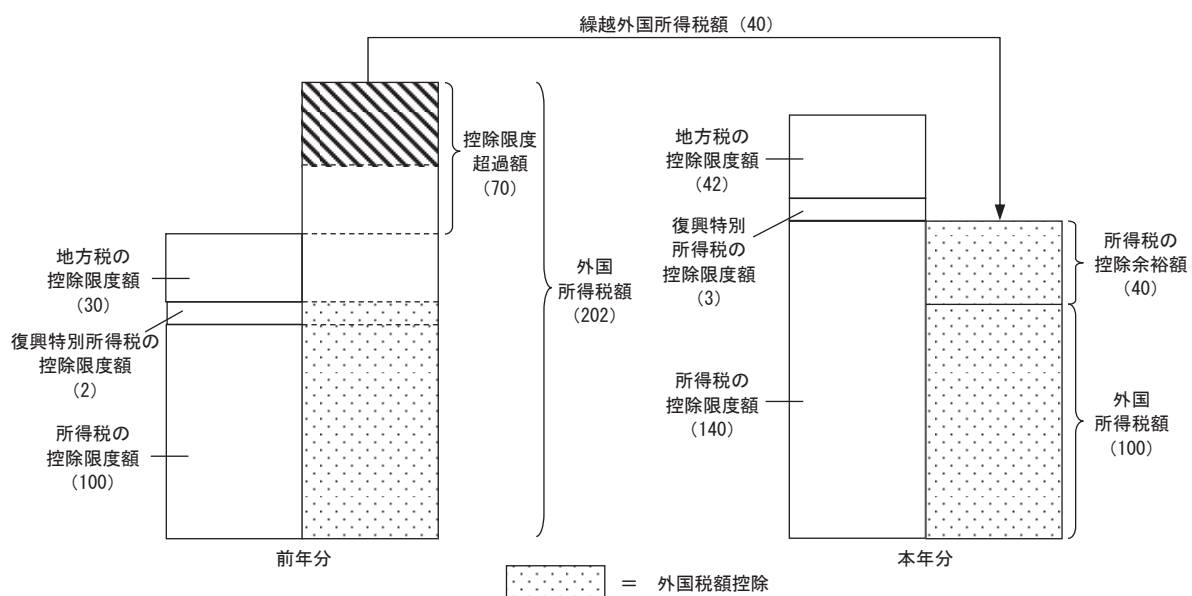 繰越外国所得税額（40）
控除限度
超過額
（70）
外国
所得税額
（202）
地方税の
控除限度額
（30）
復興特別所得税の
控除限度額
（2）
所得税の
控除限度額
（100）
前年分
地方税の
控除限度額
（42）
復興特別
所得税の
控除限度額
（3）
所得税の
控除限度額
（140）
所得税の
控除余裕額
（40）
外国
所得税額
（100）
本年分
＝ 外国税額控除